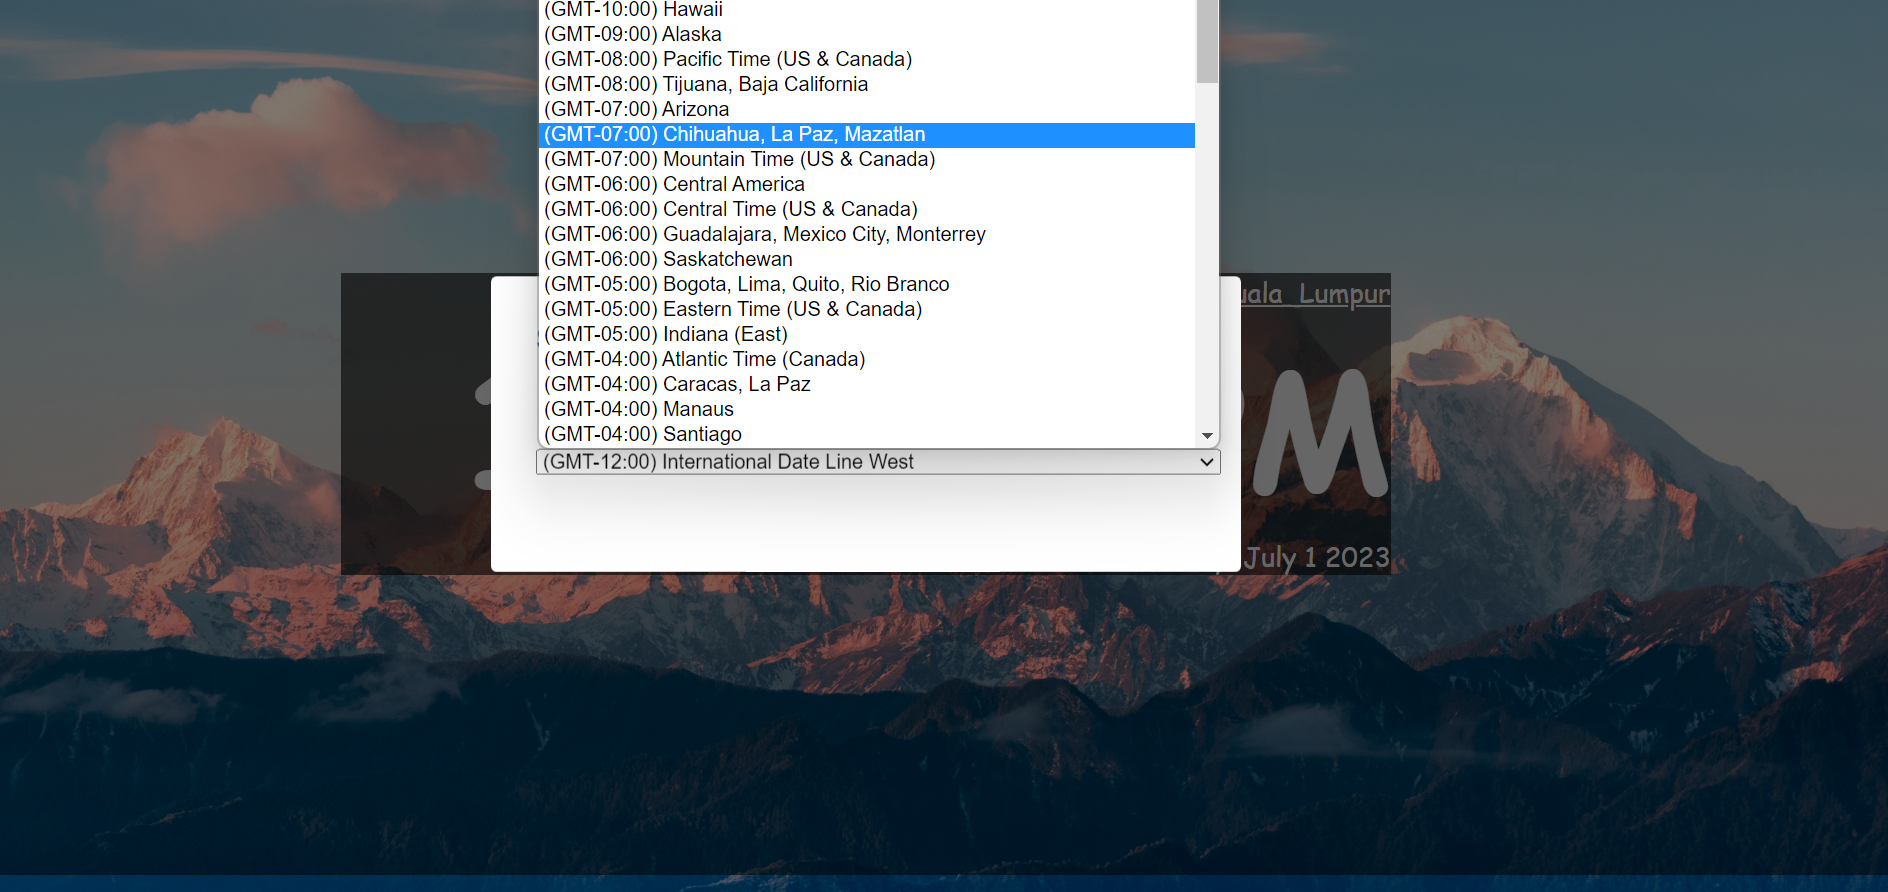 (GMT-10:00) Hawaii
(GMT-09:00) Alaska
(GMT-08:00) Pacific Time (US & Canada)
(GMT-08:00) Tijuana, Baja California
(GMT-07:00) Arizona
(GMT-07:00) Chihuahua, La Paz, Mazatlan
(GMT-07:00) Mountain Time (US & Canada)
(GMT-06:00) Central America
(GMT-06:00) Central Time (US & Canada)
(GMT-06:00) Guadalajara, Mexico City, Monterrey
(GMT-06:00) Saskatchewan
(GMT-05:00) Bogota, Lima, Quito, Rio Branco
(GMT-05:00) Eastern Time (US & Canada)
(GMT-05:00) Indiana (East)
(GMT-04:00) Atlantic Time (Canada)
(GMT-04:00) Caracas, La Paz
(GMT-04:00) Manaus
(GMT-04:00) Santiago
(GMT-12:00) International Date Line West
uala_Lumpur
M
July 1 2023